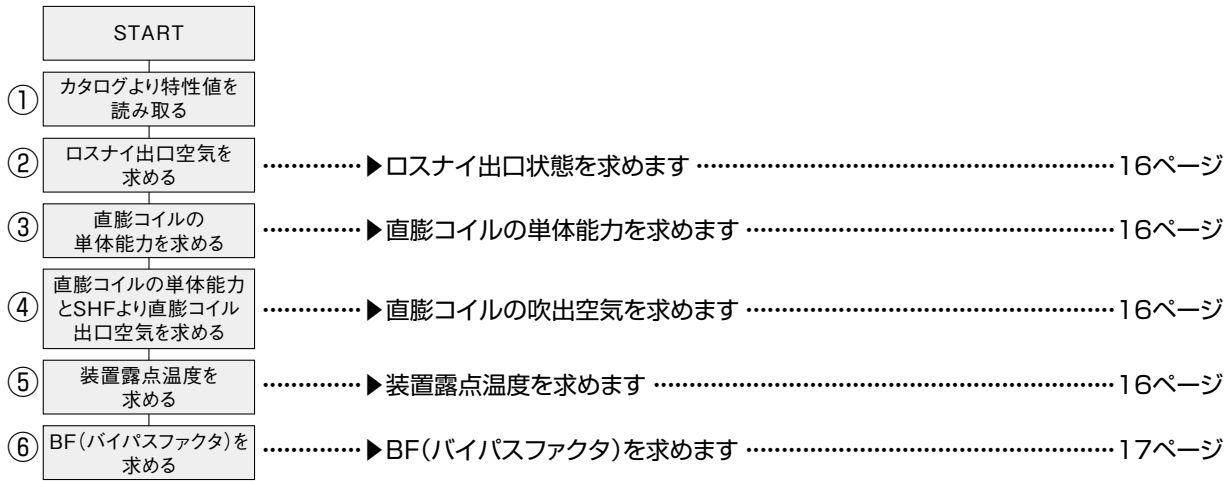 START
① カタログより特性値を
読み取る
② ロスナイ出口空気を
求める
……………▶ロスナイ出口状態を求めます……………16ページ
③ 直膨コイルの
単体能力を求める
……………▶直膨コイルの単体能力を求めます……………16ページ
④ 直膨コイルの単体能力
とSHFより直膨コイル
出口空気を求める
……………▶直膨コイルの吹出空気を求めます……………16ページ
⑤ 装置露点温度を
求める
……………▶装置露点温度を求めます……………16ページ
⑥ BF(バイパスファクタ)を
求める
……………▶BF(バイパスファクタ)を求めます……………17ページ